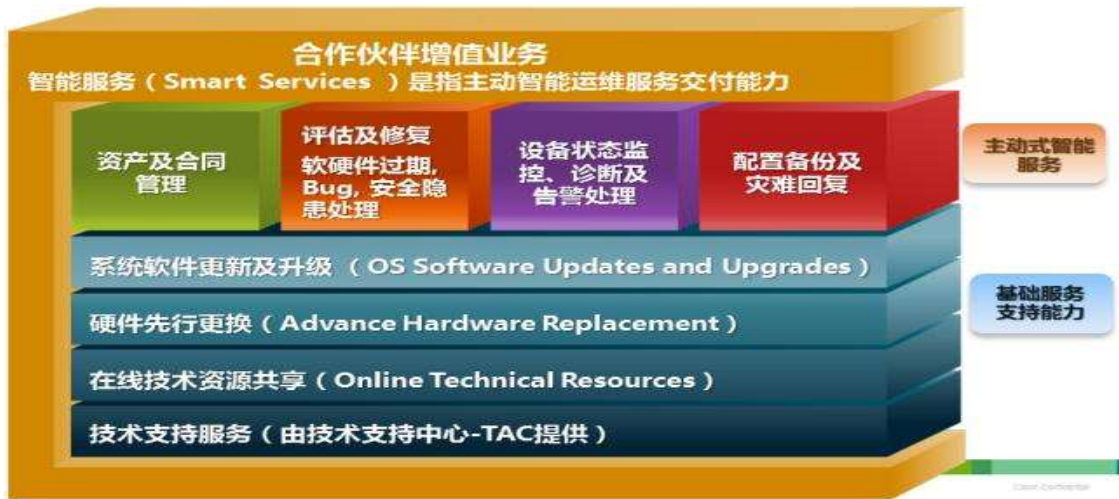 合作伙伴增值业务
智能服务（Smart Services ）是指主动智能运维服务交付能力
资产及合同
管理
评估及修复
软硬件过期,
Bug, 安全隐
患处理
设备状态监
控、诊断及
告警处理
配置备份及
灾难回复
主动式智能
服务
系统软件更新及升级 （OS Software Updates and Upgrades）
硬件先行更换（Advance Hardware Replacement）
基础服务
支持能力
在线技术资源共享（Online Technical Resources）
技术支持服务（由技术支持中心-TAC提供）
Cisco Confidential